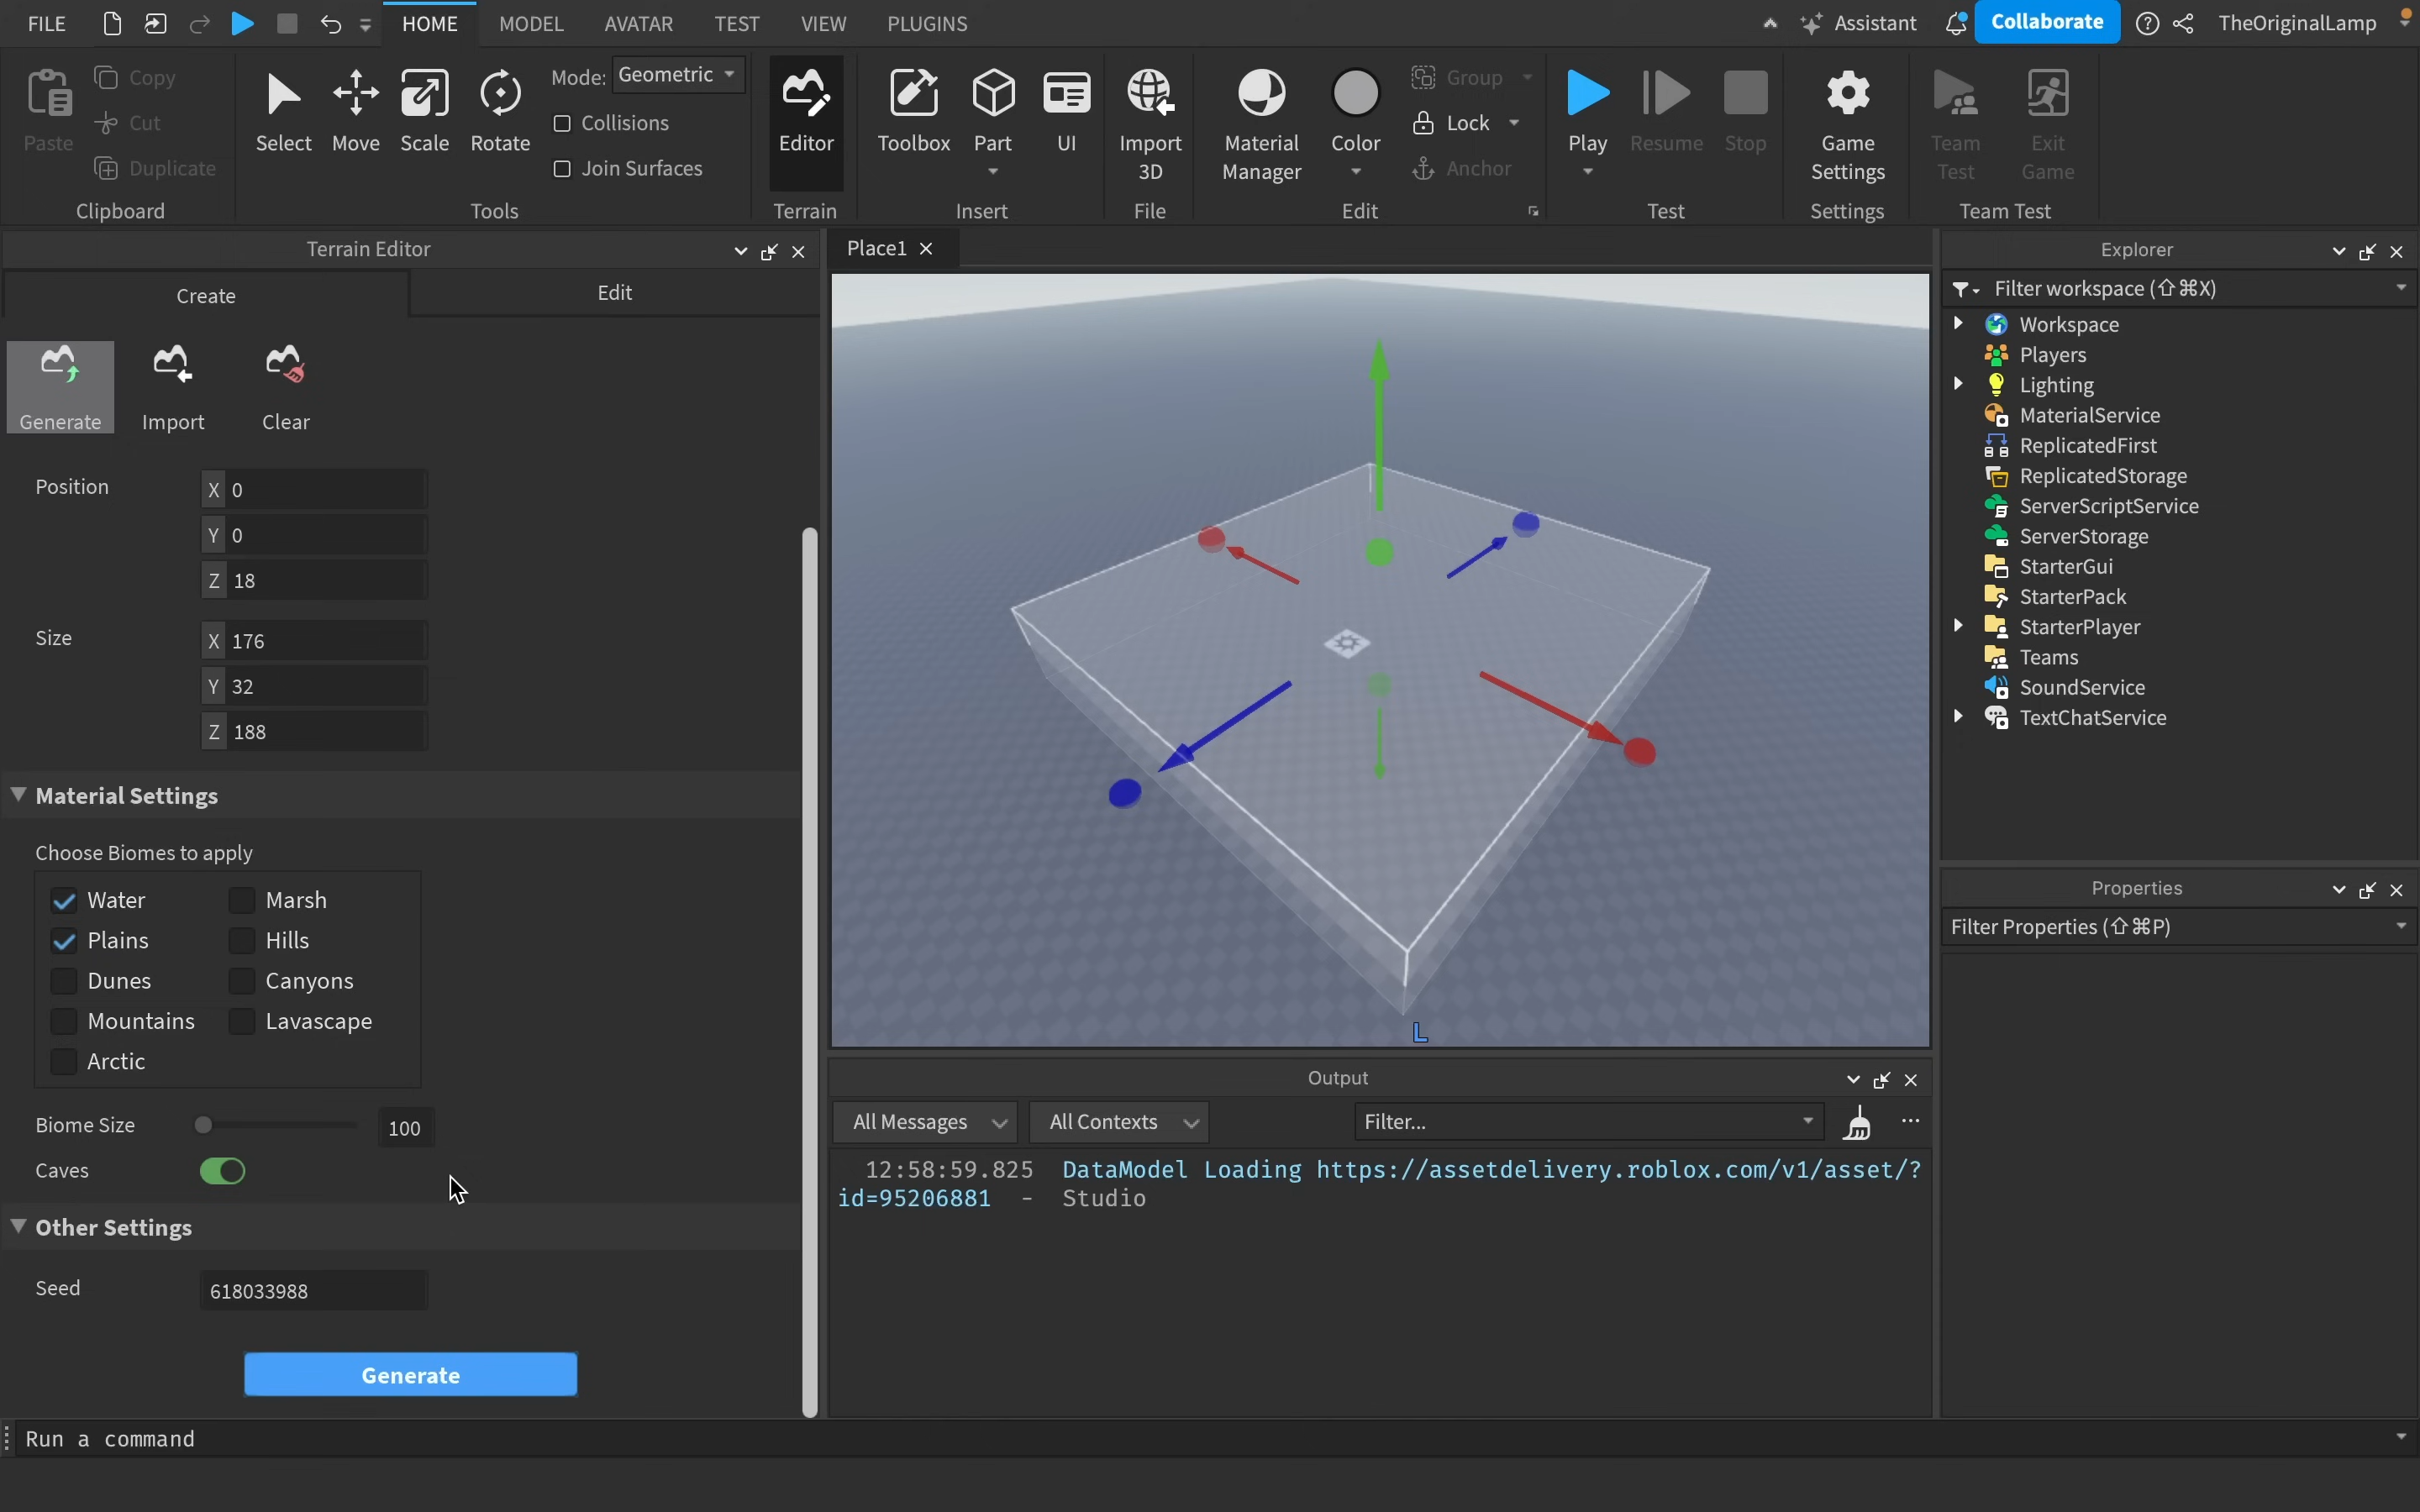 FILE
HOME
MODEL
AVATAR
TEST
VIEW
PLUGINS
Assistant
Collaborate
TheOriginalLamp
Paste
Copy
Cut
Duplicate
Clipboard
Select
Move
Scale
Rotate
Mode: Geometric
Collisions
Join Surfaces
Tools
Editor
Terrain
Toolbox
Part
UI
Insert
Import
3D
File
Material
Manager
Color
Group
Lock
Anchor
Edit
Play
Resume
Stop
Test
Game
Settings
Settings
Team
Test
Exit
Game
Team Test
Terrain Editor
Create
Edit
Generate
Import
Clear
Position
X 0
Y 0
Z 18
Size
X 176
Y 32
Z 188
Material Settings
Choose Biomes to apply
Water
Marsh
Plains
Hills
Dunes
Canyons
Mountains
Lavascape
Arctic
Biome Size
100
Caves
Other Settings
Seed
618033988
Generate
Place1
L
Output
All Messages
All Contexts
Filter...
12:58:59.825 DataModel Loading https://assetdelivery.roblox.com/v1/asset/?
id=95206881 - Studio
Explorer
Filter workspace (⇧⌘X)
Workspace
Players
Lighting
MaterialService
ReplicatedFirst
ReplicatedStorage
ServerScriptService
ServerStorage
StarterGui
StarterPack
StarterPlayer
Teams
SoundService
TextChatService
Properties
Filter Properties (⇧⌘P)
Run a command